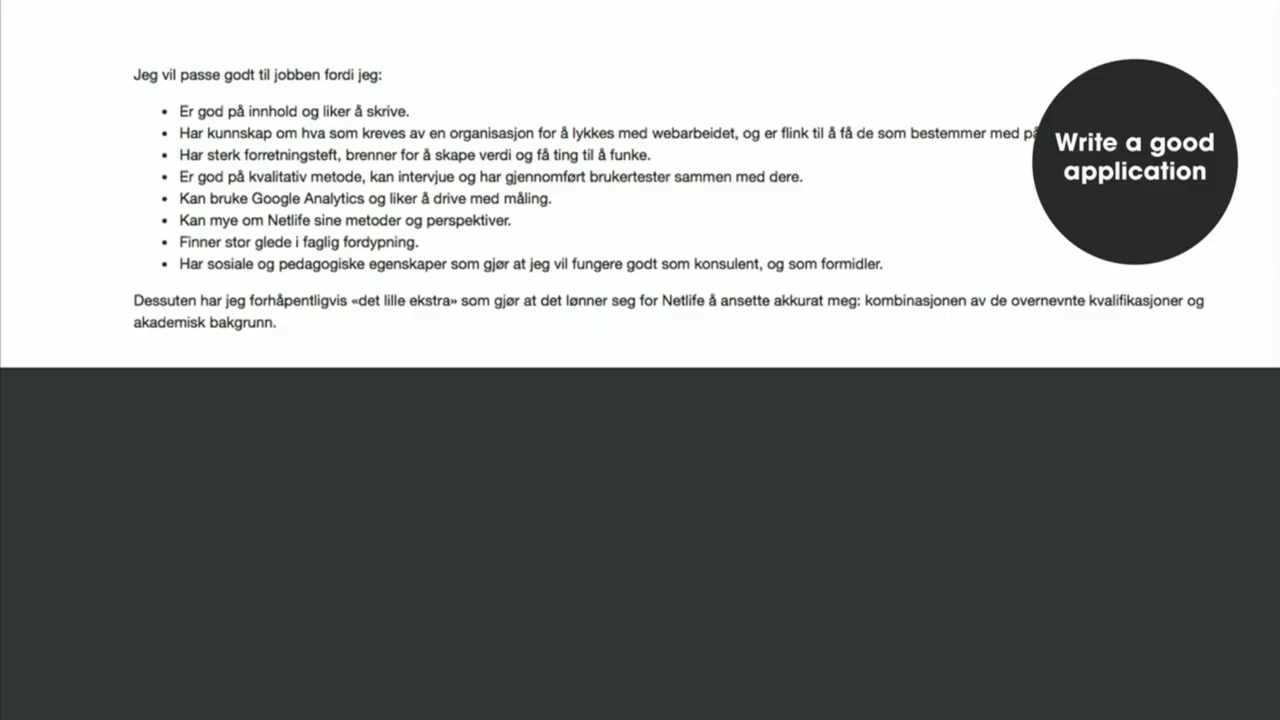 Jeg vil passe godt til jobben fordi jeg:
• Er god på innhold og liker å skrive.
• Har kunnskap om hva som kreves av en organisasjon for å lykkes med webarbeidet, og er flink til å få de som bestemmer med på
• Har sterk forretningsteft, brenner for å skape verdi og få ting til å funke.
• Er god på kvalitativ metode, kan intervjue og har gjennomført brukertester sammen med dere.
• Kan bruke Google Analytics og liker å drive med måling.
• Kan mye om Netlife sine metoder og perspektiver.
• Finner stor glede i faglig fordypning.
• Har sosiale og pedagogiske egenskaper som gjør at jeg vil fungere godt som konsulent, og som formidler.
Dessuten har jeg forhåpentligvis «det lille ekstra» som gjør at det lønner seg for Netlife å ansette akkurat meg: kombinasjonen av de overnevnte kvalifikasjoner og
akademisk bakgrunn.
Write a good
application